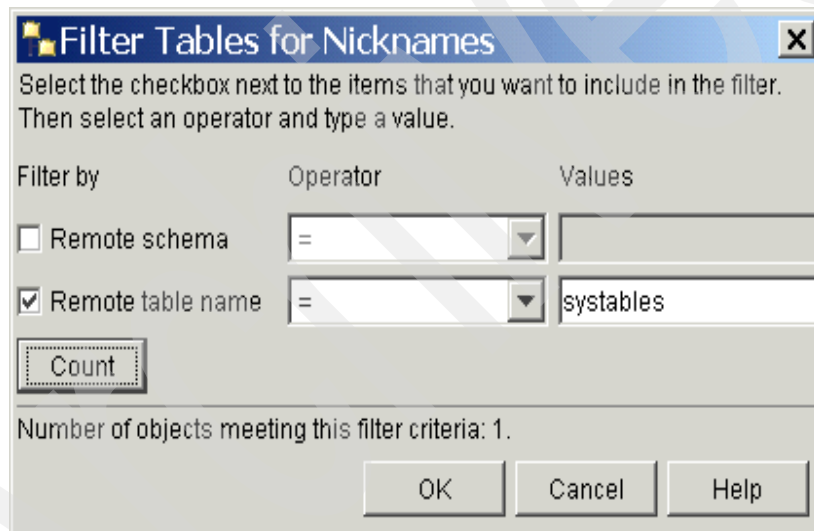 Filter Tables for Nicknames
Select the checkbox next to the items that you want to include in the filter.
Then select an operator and type a value.
Filter by Operator Values
Remote schema =
Remote table name = systables
Count
Number of objects meeting this filter criteria: 1.
OK Cancel Help